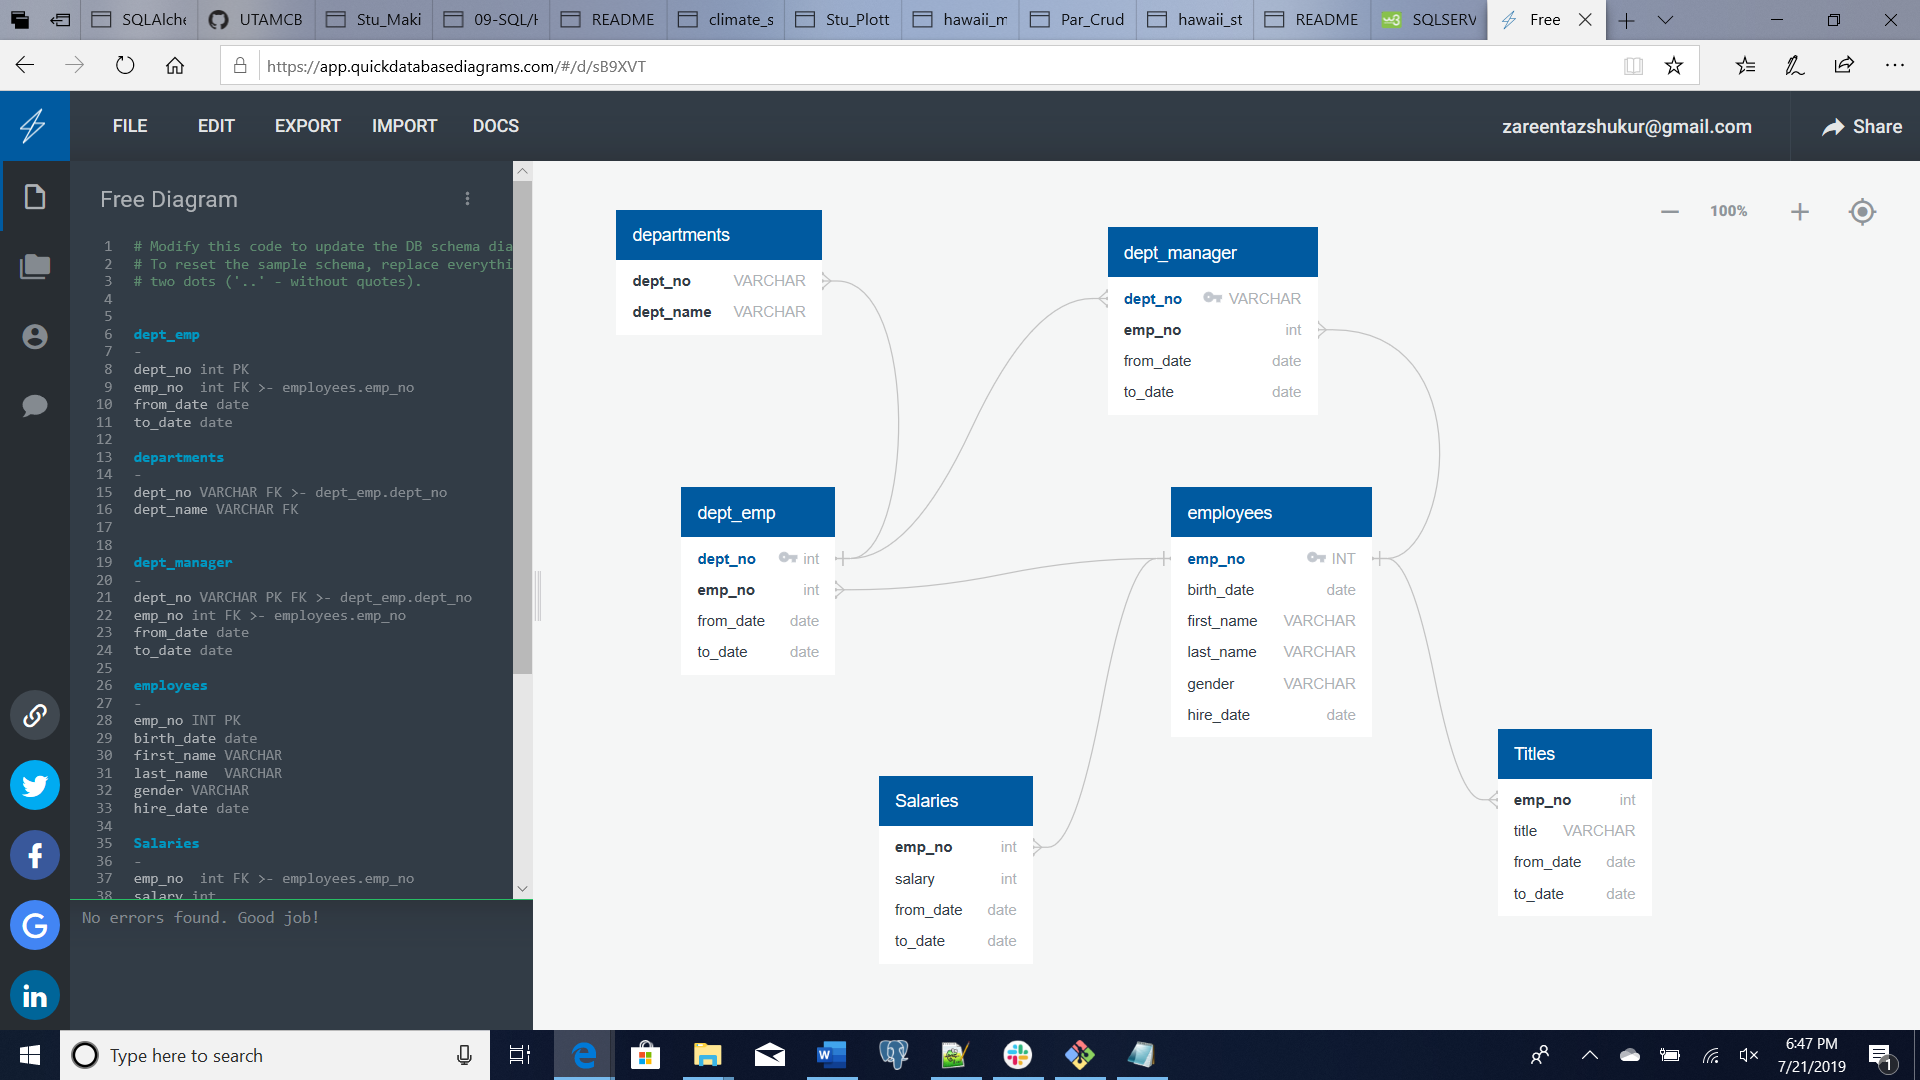 SQLAlche
UTAMCB
Stu_Maki
09-SQL/H
README
climate_s
Stu_Plott
hawaii_m
Par_Crud
hawaii_st
README
w3
SQLSERV
Free
https://app.quickdatabasediagrams.com/#/d/sB9XVT
FILE EDIT EXPORT IMPORT DOCS
zareentazshukur@gmail.com
Share
Free Diagram
1 # Modify this code to update the DB schema dia
2 # To reset the sample schema, replace everythi
3 # two dots ('..' - without quotes).
4
5
6 dept_emp
7 -
8 dept_no int PK
9 emp_no  int FK >- employees.emp_no
10 from_date date
11 to_date date
12
13 departments
14 -
15 dept_no VARCHAR FK >- dept_emp.dept_no
16 dept_name VARCHAR FK
17
18
19 dept_manager
20 -
21 dept_no VARCHAR PK FK >- dept_emp.dept_no
22 emp_no int FK >- employees.emp_no
23 from_date date
24 to_date date
25
26 employees
27 -
28 emp_no INT PK
29 birth_date date
30 first_name VARCHAR
31 last_name  VARCHAR
32 gender VARCHAR
33 hire_date date
34
35 Salaries
36 -
37 emp_no  int FK >- employees.emp_no
38 salary int
No errors found. Good job!
100%
departments
dept_no VARCHAR
dept_name VARCHAR
dept_manager
dept_no VARCHAR
emp_no int
from_date date
to_date date
dept_emp
dept_no int
emp_no int
from_date date
to_date date
employees
emp_no INT
birth_date date
first_name VARCHAR
last_name VARCHAR
gender VARCHAR
hire_date date
Salaries
emp_no int
salary int
from_date date
to_date date
Titles
emp_no int
title VARCHAR
from_date date
to_date date
Type here to search
6:47 PM
7/21/2019
1